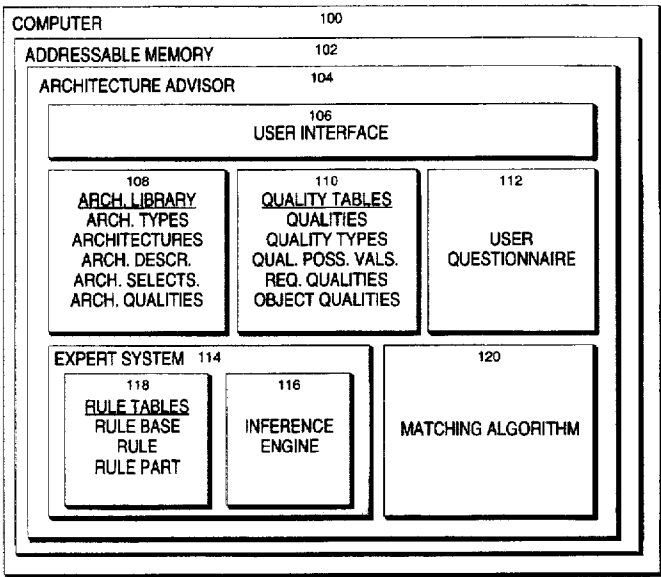 COMPUTER 100
ADDRESSABLE MEMORY 102
ARCHITECTURE ADVISOR 104
106
USER INTERFACE
108
ARCH. LIBRARY
ARCH. TYPES
ARCHITECTURES
ARCH. DESCR.
ARCH. SELECTS.
ARCH. QUALITIES
110
QUALITY TABLES
QUALITIES
QUALITY TYPES
QUAL. POSS. VALS.
REQ. QUALITIES
OBJECT QUALITIES
112
USER
QUESTIONNAIRE
EXPERT SYSTEM 114
118
RULE TABLES
RULE BASE
RULE
RULE PART
116
INFERENCE
ENGINE
120
MATCHING ALGORITHM